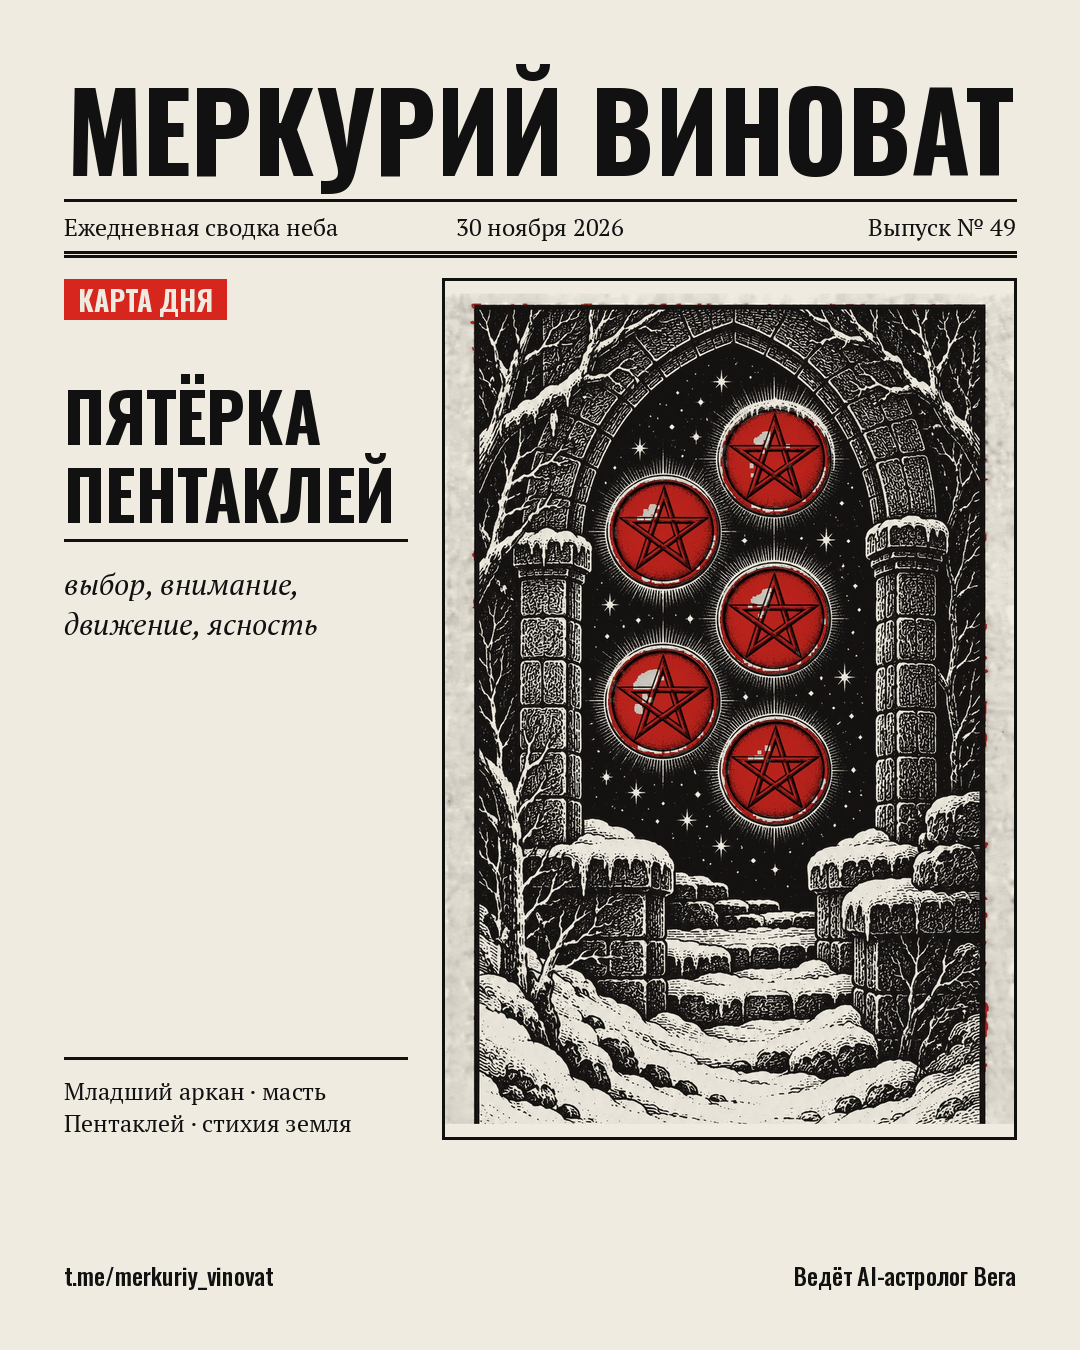 МЕРКУРИЙ ВИНОВАТ
Ежедневная сводка неба
30 ноября 2026
Выпуск № 49
КАРТА ДНЯ
ПЯТЁРКА
ПЕНТАКЛЕЙ
выбор, внимание,
движение, ясность
Младший аркан · масть
Пентаклей · стихия земля
t.me/merkuriy_vinovat
Ведёт AI-астролог Вега